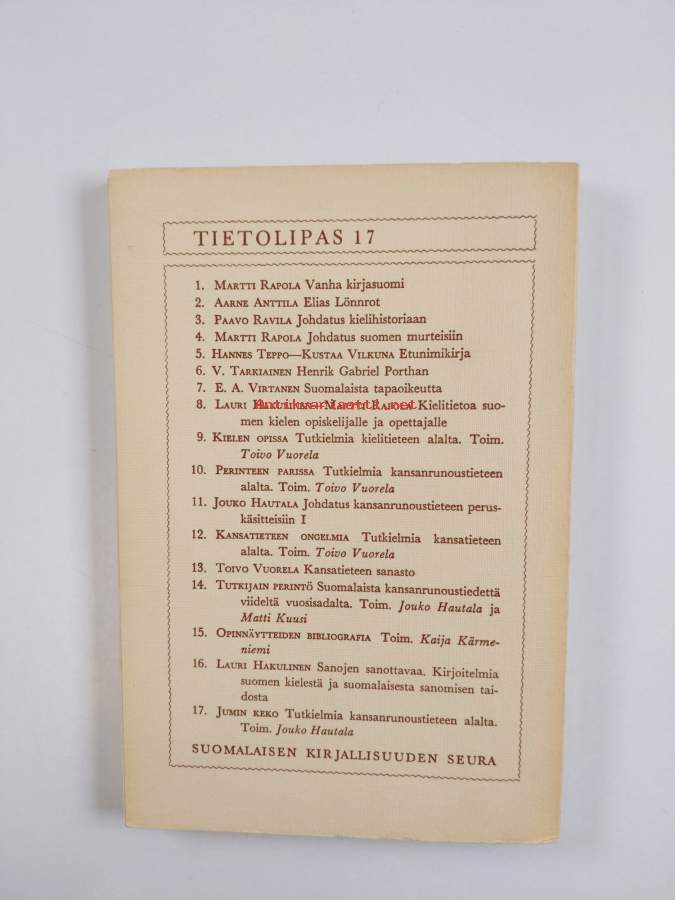 TIETOLIPAS 17
1. MARTTI RAPOLA Vanha kirjasuomi
2. AARNE ANTTILA Elias Lönnrot
3. PAAVO RAVILA Johdatus kielihistoriaan
4. MARTTI RAPOLA Johdatus suomen murteisiin
5. HANNES TEPPO—KUSTAA VILKUNA Etunimikirja
6. V. TARKIAINEN Henrik Gabriel Porthan
7. E. A. VIRTANEN Suomalaista tapaoikeutta
8. LAURI Kielitietoa suo-
men kielen opiskelijalle ja opettajalle
9. KIELEN OPISSA Tutkielmia kielitieteen alalta. Toim.
Toivo Vuorela
10. PERINTEEN PARISSA Tutkielmia kansanrunoustieteen
alalta. Toim. Toivo Vuorela
11. JOUKO HAUTALA Johdatus kansanrunoustieteen perus-
käsitteisiin I
12. KANSATIETEEN ONGELMIA Tutkielmia kansatieteen
alalta. Toim. Toivo Vuorela
13. TOIVO VUORELA Kansatieteen sanasto
14. TUTKIJAIN PERINTÖ Suomalaista kansanrunoustiedettä
viideltä vuosisadalta. Toim. Jouko Hautala ja
Matti Kuusi
15. OPINNÄYTTEIDEN BIBLIOGRAFIA Toim. Kaija Kärme-
niemi
16. LAURI HAKULINEN Sanojen sanottavaa. Kirjoitelmia
suomen kielestä ja suomalaisesta sanomisen tai-
dosta
17. JUMIN KEKO Tutkielmia kansanrunoustieteen alalta.
Toim. Jouko Hautala
SUOMALAISEN KIRJALLISUUDEN SEURA